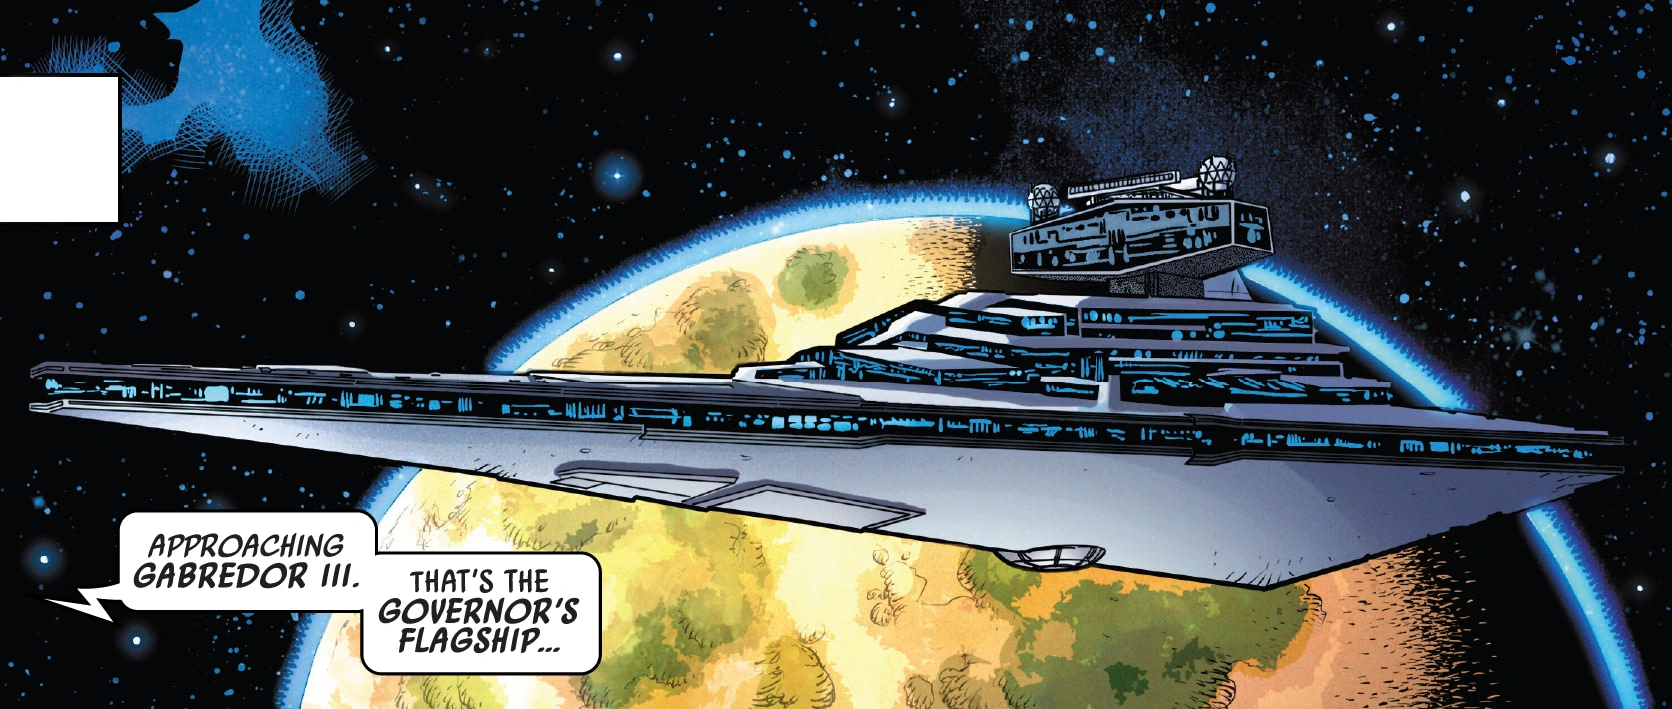 APPROACHING
GABREDOR III.
THAT'S THE
GOVERNOR'S
FLAGSHIP...